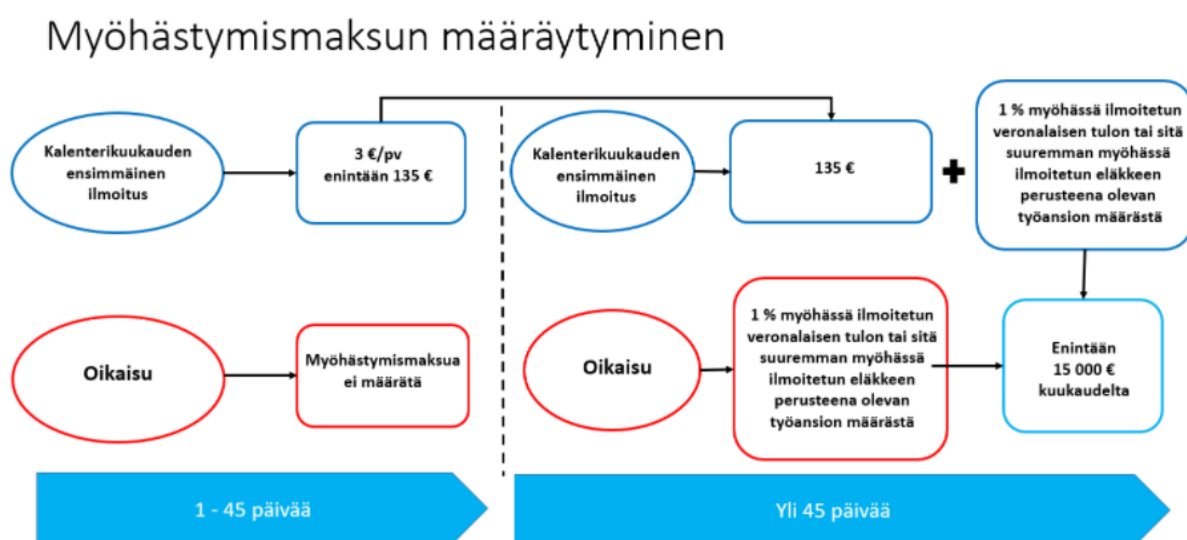 Myöhästymismaksun määräytyminen
Kalenterikuukauden
ensimmäinen
ilmoitus
3 €/pv
enintään 135 €
Kalenterikuukauden
ensimmäinen
ilmoitus
135 €
1 % myöhässä ilmoitetun
veronalaisen tulon tai sitä
suuremman myöhässä
ilmoitetun eläkkeen
perusteena olevan
työansion määrästä
Oikaisu
Myöhästymismaksua
ei määrätä
Oikaisu
1 % myöhässä ilmoitetun
veronalaisen tulon tai sitä
suuremman myöhässä
ilmoitetun eläkkeen
perusteena olevan
työansion määrästä
Enintään
15 000 €
kuukaudelta
1 - 45 päivää
Yli 45 päivää